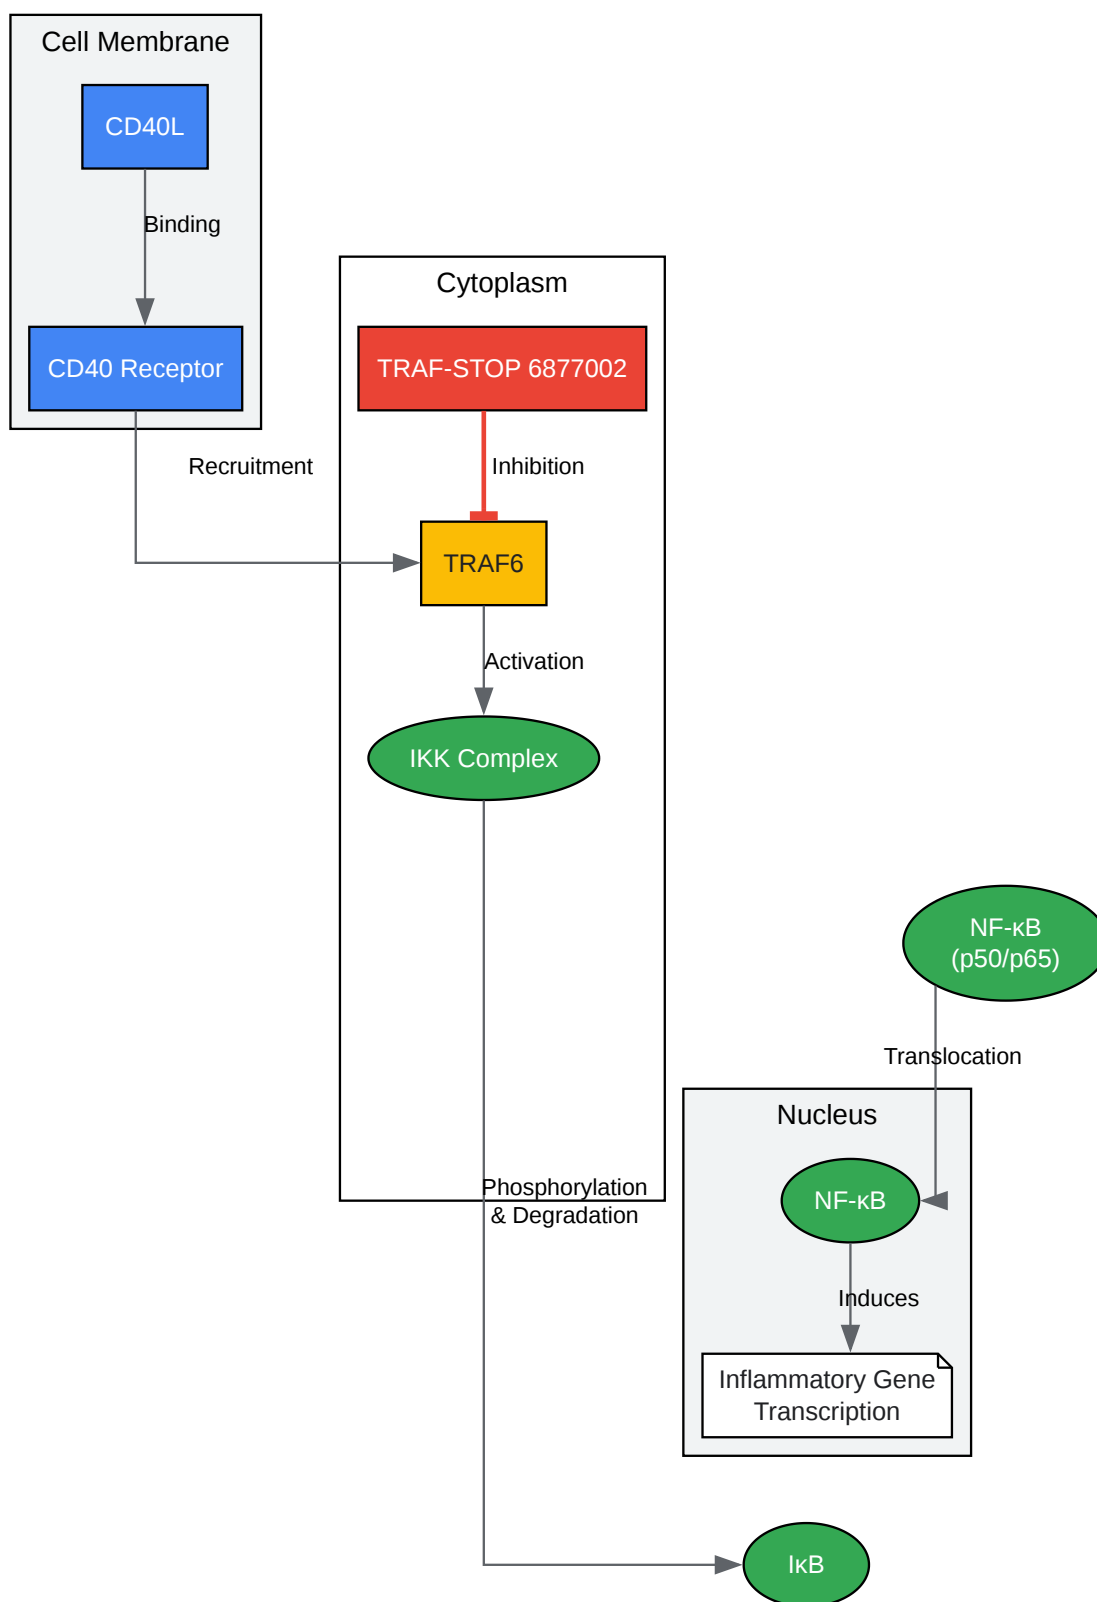 Cell Membrane
CD40L
Binding
CD40 Receptor
Recruitment
Cytoplasm
TRAF-STOP 6877002
Inhibition
TRAF6
Activation
IKK Complex
Phosphorylation
& Degradation
NF-κB
(p50/p65)
Translocation
Nucleus
NF-κB
Induces
Inflammatory Gene
Transcription
IκB